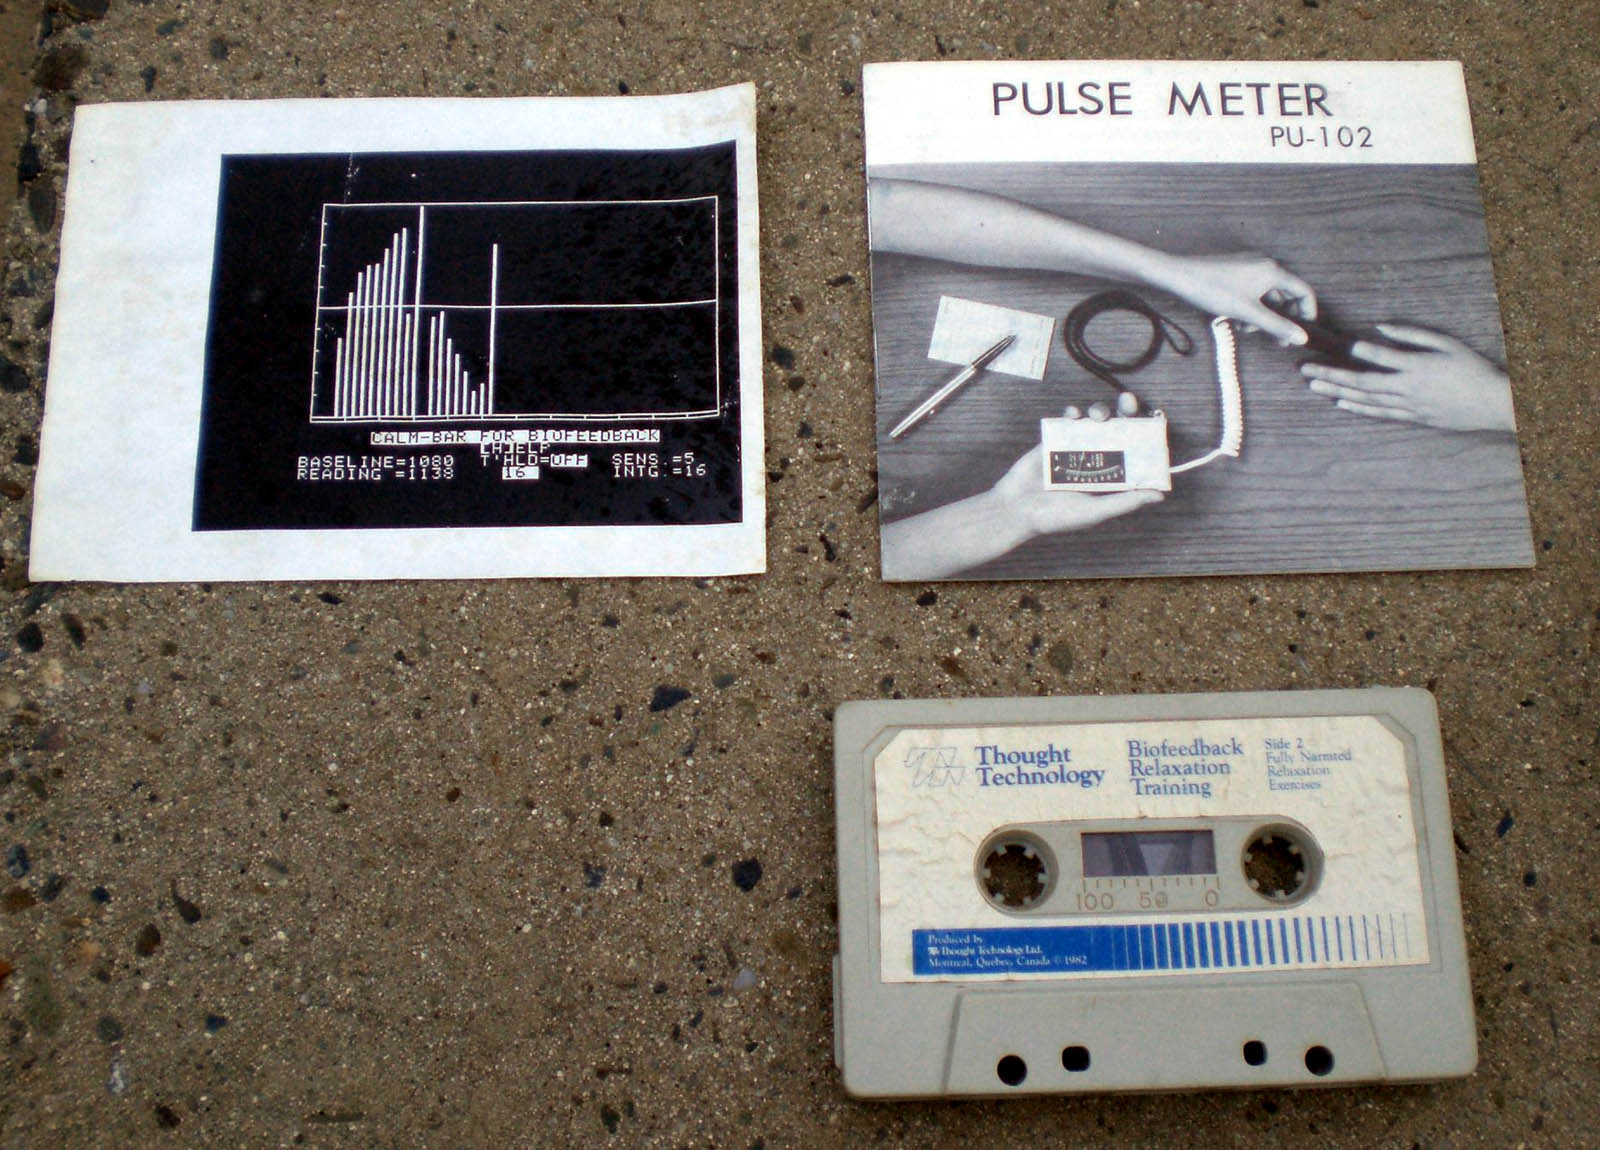 CALM-BAR FOR BIOFEEDBACK
[H]ELP
BASELINE=1080 T'HLD=OFF SENS.=5
READING =1138 16 INTG.=16
PULSE METER
PU-102
Thought
Technology
Biofeedback
Relaxation
Training
Side 2
Fully Narrated
Relaxation
Exercises
100 50 0
Produced by
Thought Technology Ltd.
Montreal, Quebec, Canada © 1982